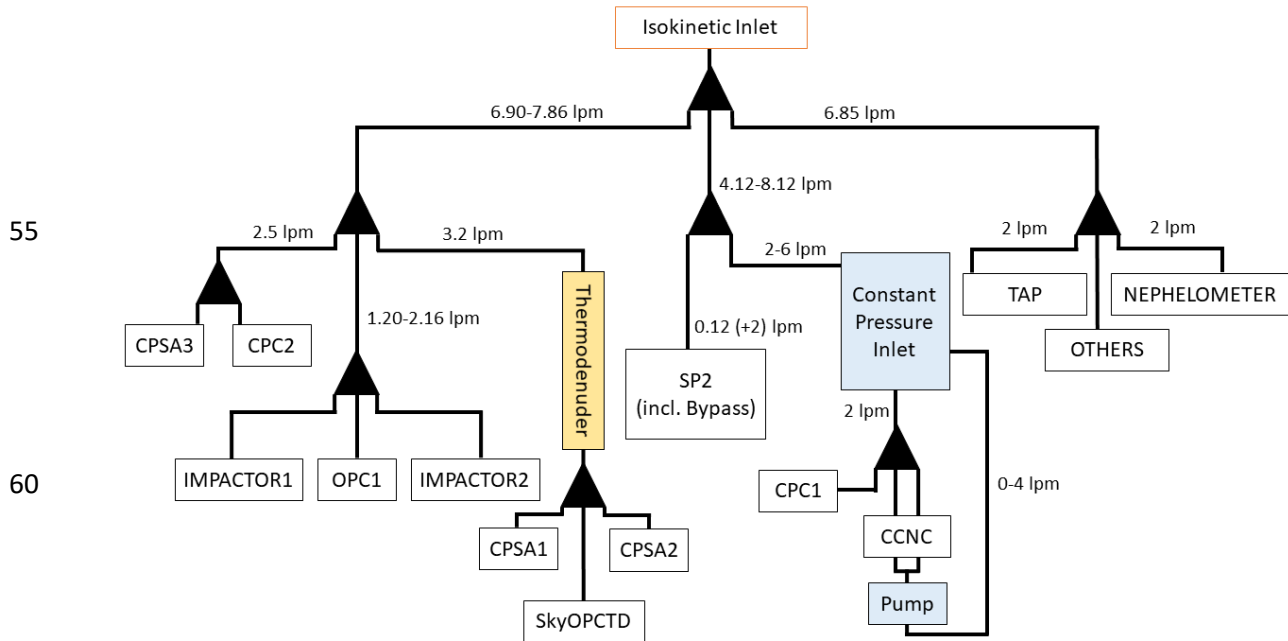 Isokinetic Inlet
6.90-7.86 lpm
6.85 lpm
4.12-8.12 lpm
55
2.5 lpm
3.2 lpm
2-6 lpm
2 lpm
2 lpm
Thermodenuder
Constant
Pressure
Inlet
TAP
NEPHELOMETER
1.20-2.16 lpm
0.12 (+2) lpm
CPSA3
CPC2
OTHERS
SP2
(incl. Bypass)
2 lpm
IMPACTOR1
OPC1
IMPACTOR2
60
CPC1
0-4 lpm
CPSA1
CPSA2
CCNC
Pump
SkyOPCTD